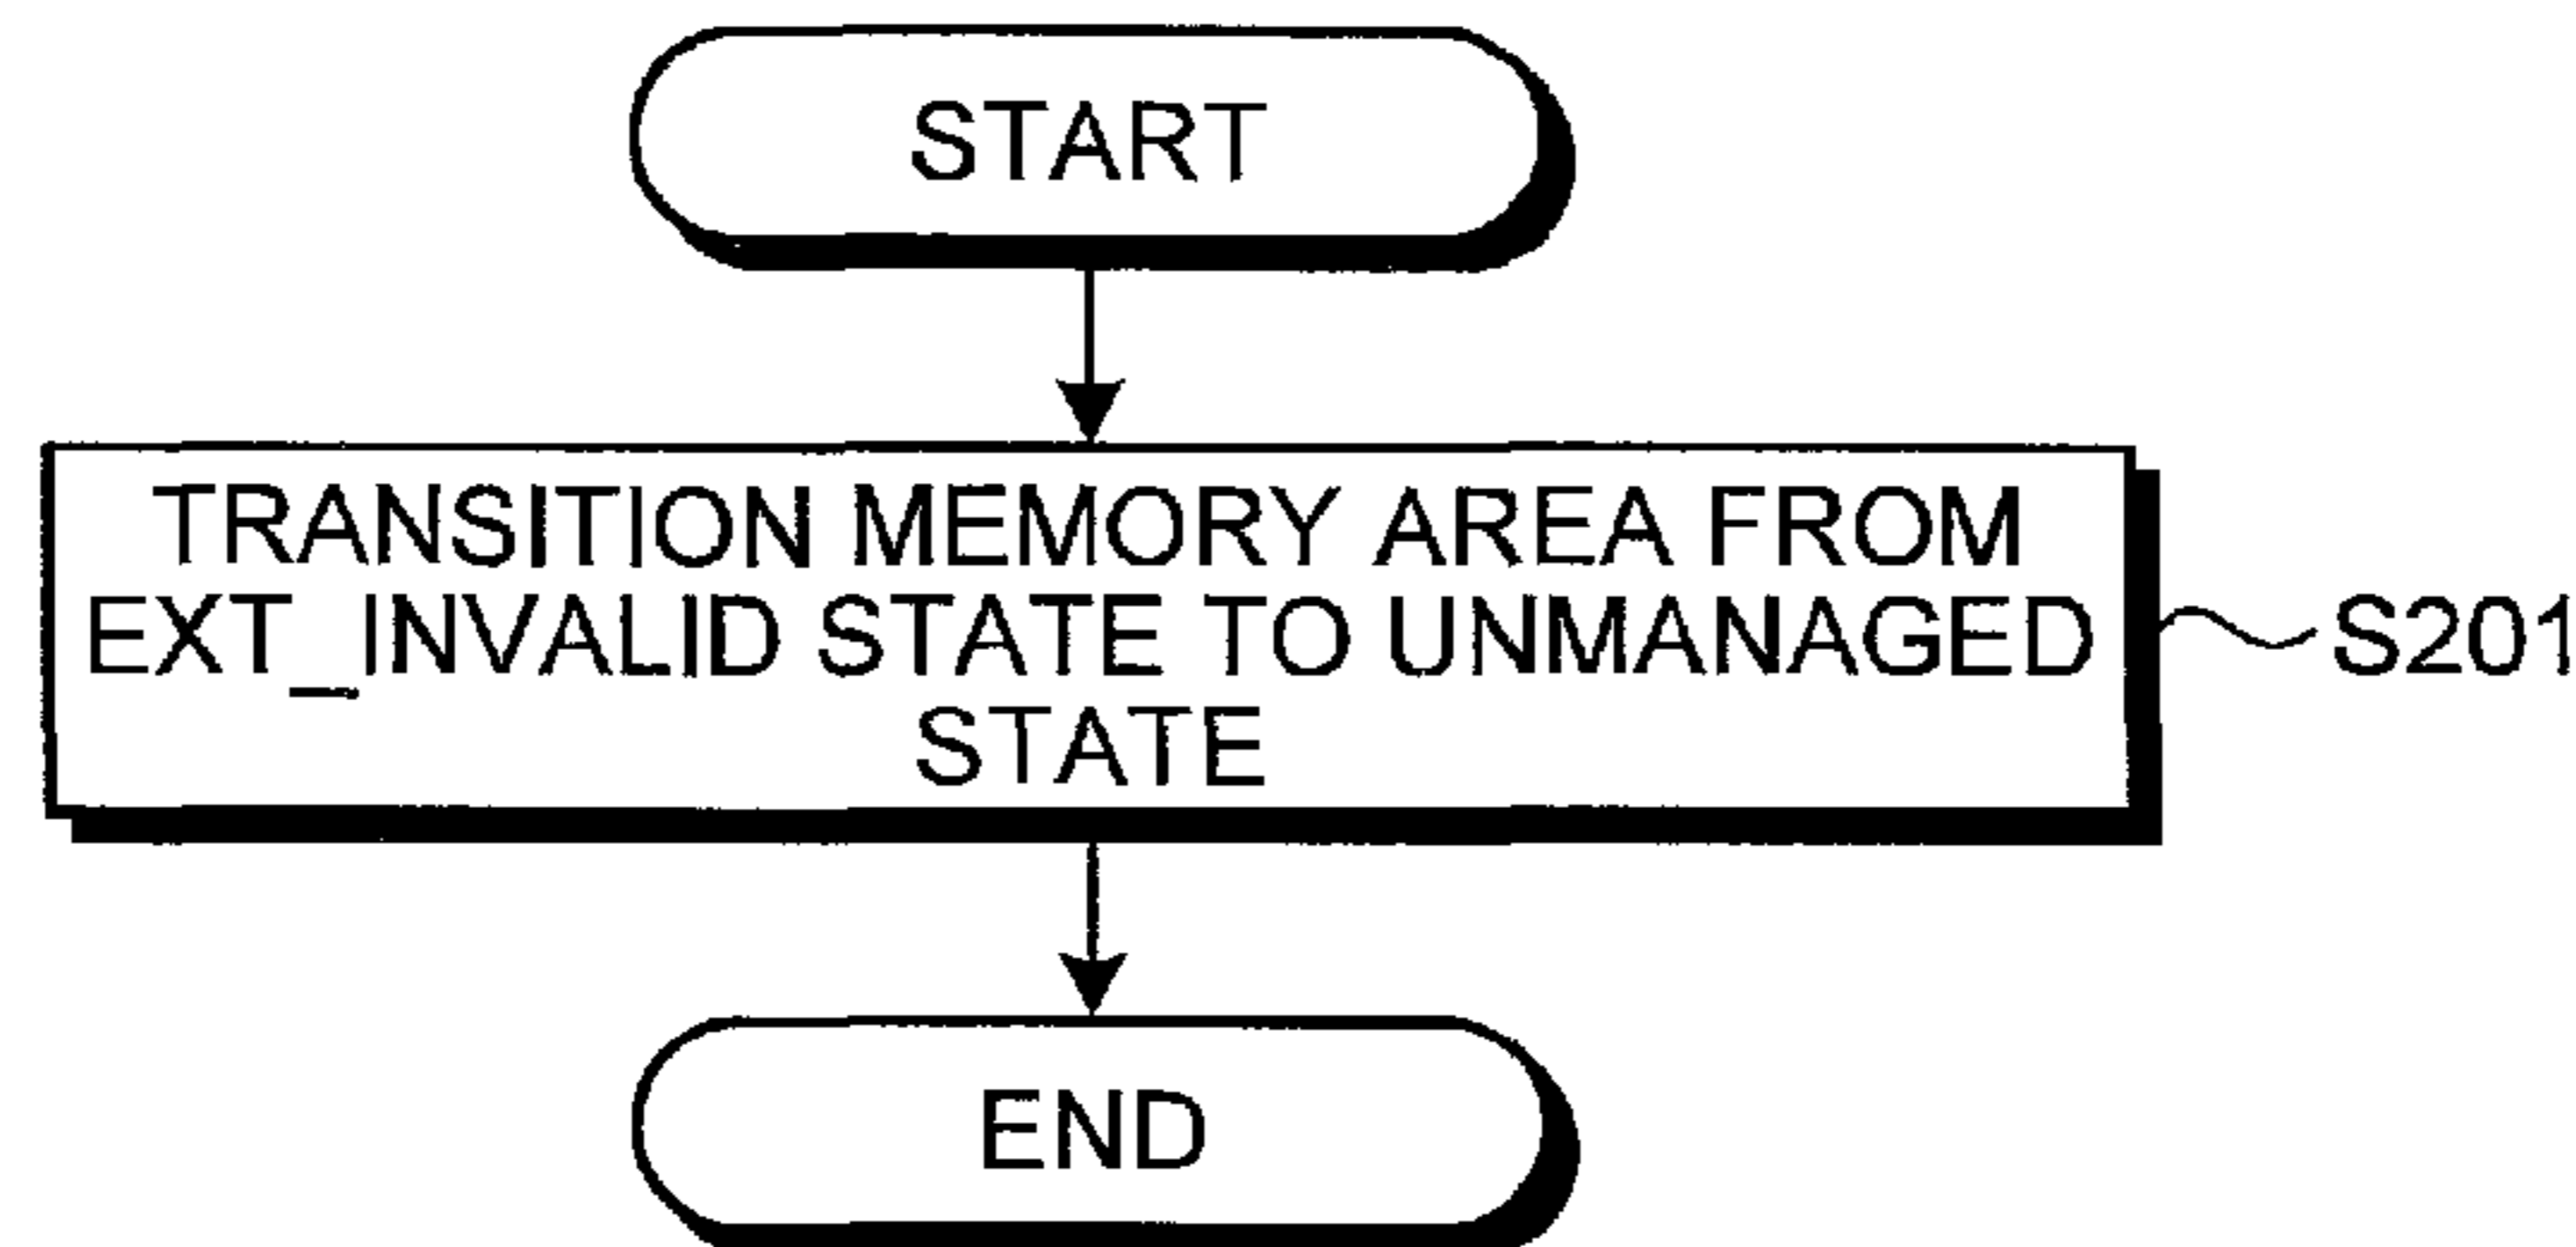 START
TRANSITION MEMORY AREA FROM
EXT_INVALID STATE TO UNMANAGED
STATE
S201
END